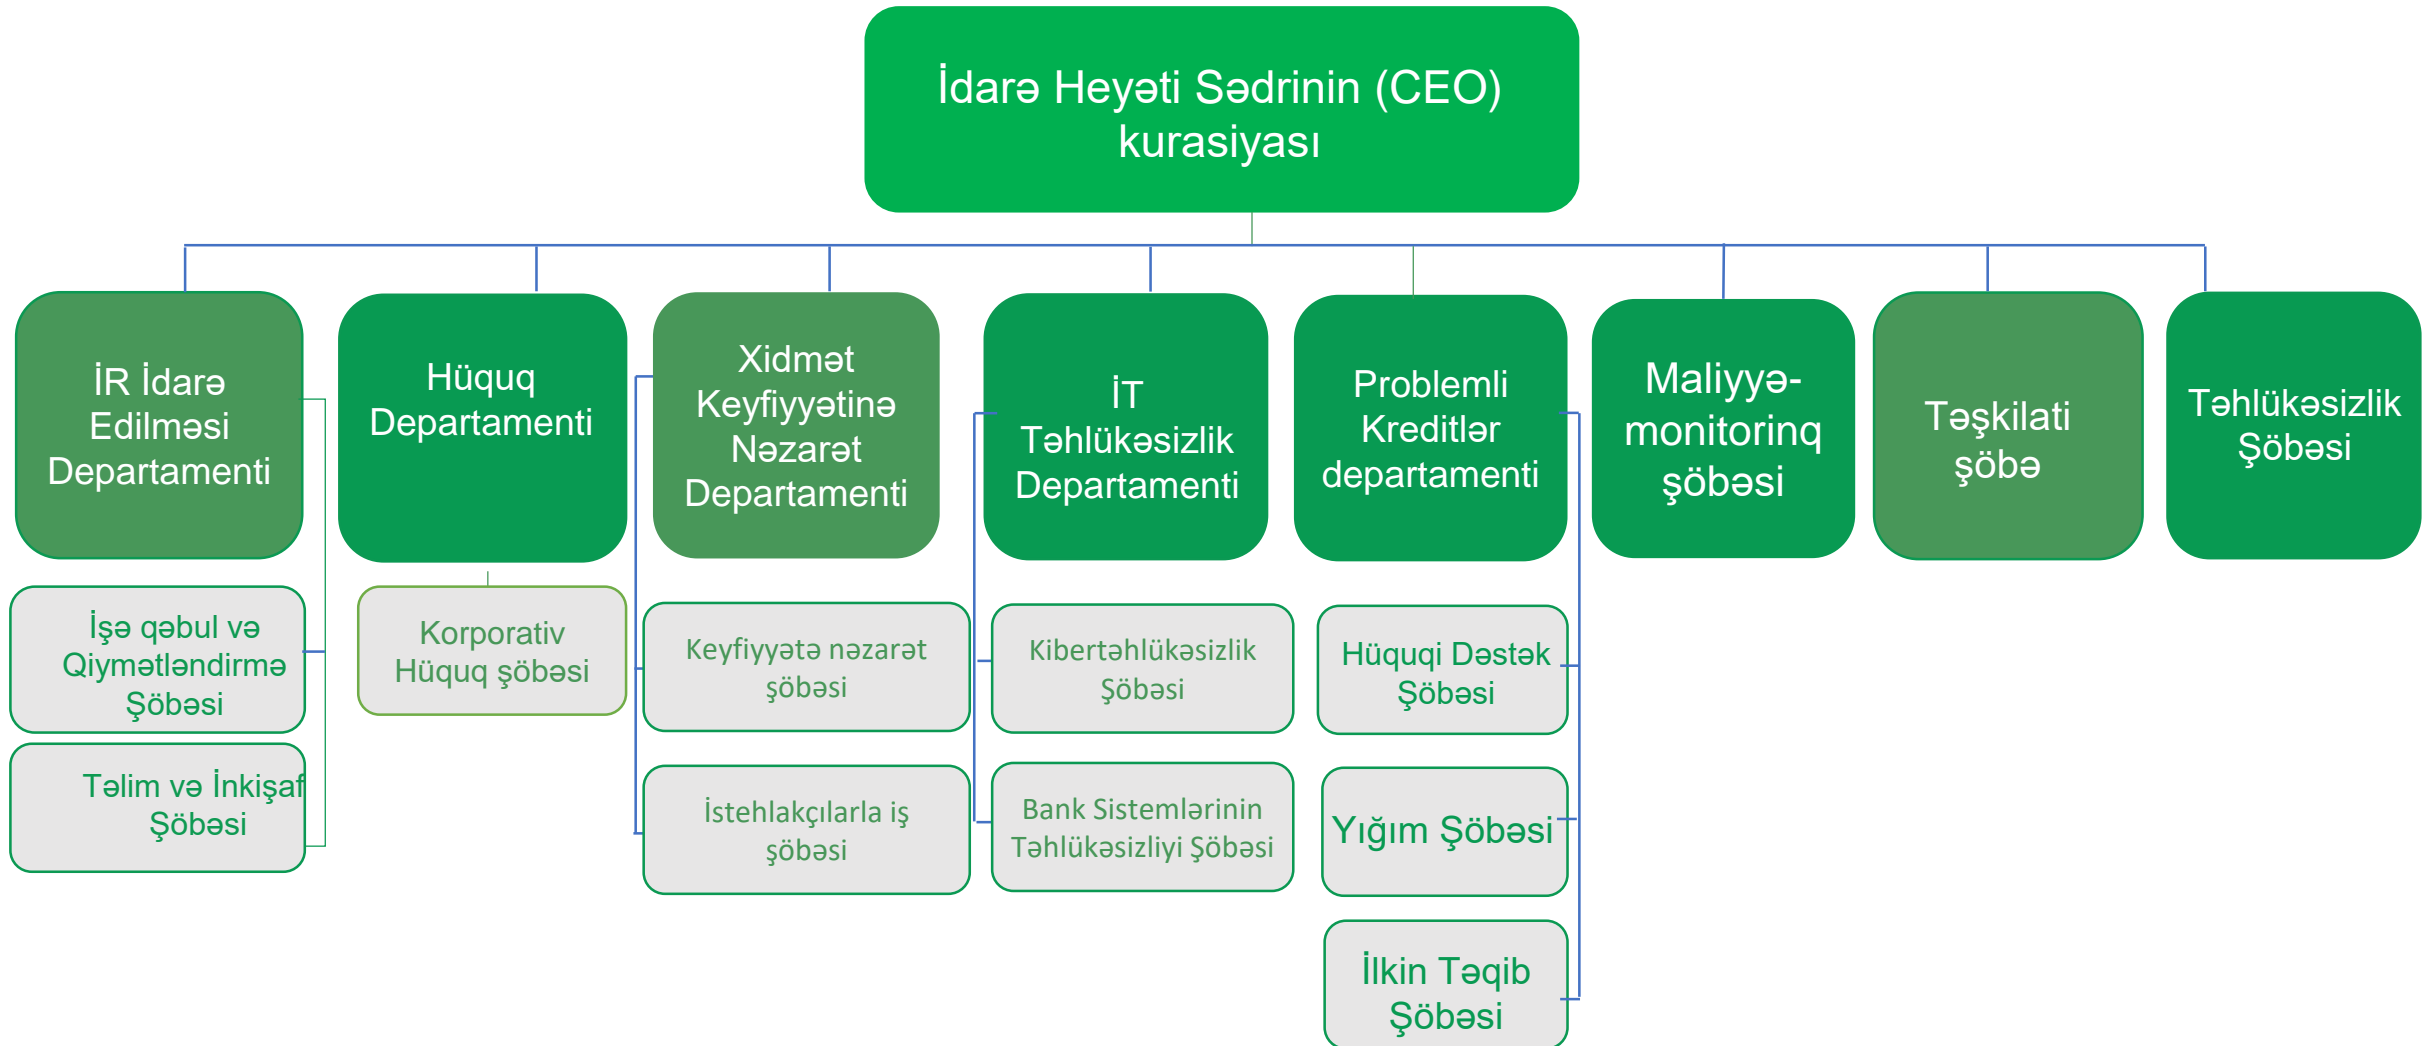 İdarə Heyəti Sədrinin (CEO)
kurasiyası
İR İdarə
Edilməsi
Departamenti
Hüquq
Departamenti
Xidmət
Keyfiyyətinə
Nəzarət
Departamenti
İT
Təhlükəsizlik
Departamenti
Problemli
Kreditlər
departamenti
Maliyyə-
monitorinq
şöbəsi
Təşkilati
şöbə
Təhlükəsizlik
Şöbəsi
İşə qəbul və
Qiymətləndirmə
Şöbəsi
Təlim və İnkişaf
Şöbəsi
Korporativ
Hüquq şöbəsi
Keyfiyyətə nəzarət
şöbəsi
İstehlakçılarla iş
şöbəsi
Kibertəhlükəsizlik
Şöbəsi
Bank Sistemlərinin
Təhlükəsizliyi Şöbəsi
Hüquqi Dəstək
Şöbəsi
Yığım Şöbəsi
İlkin Təqib
Şöbəsi